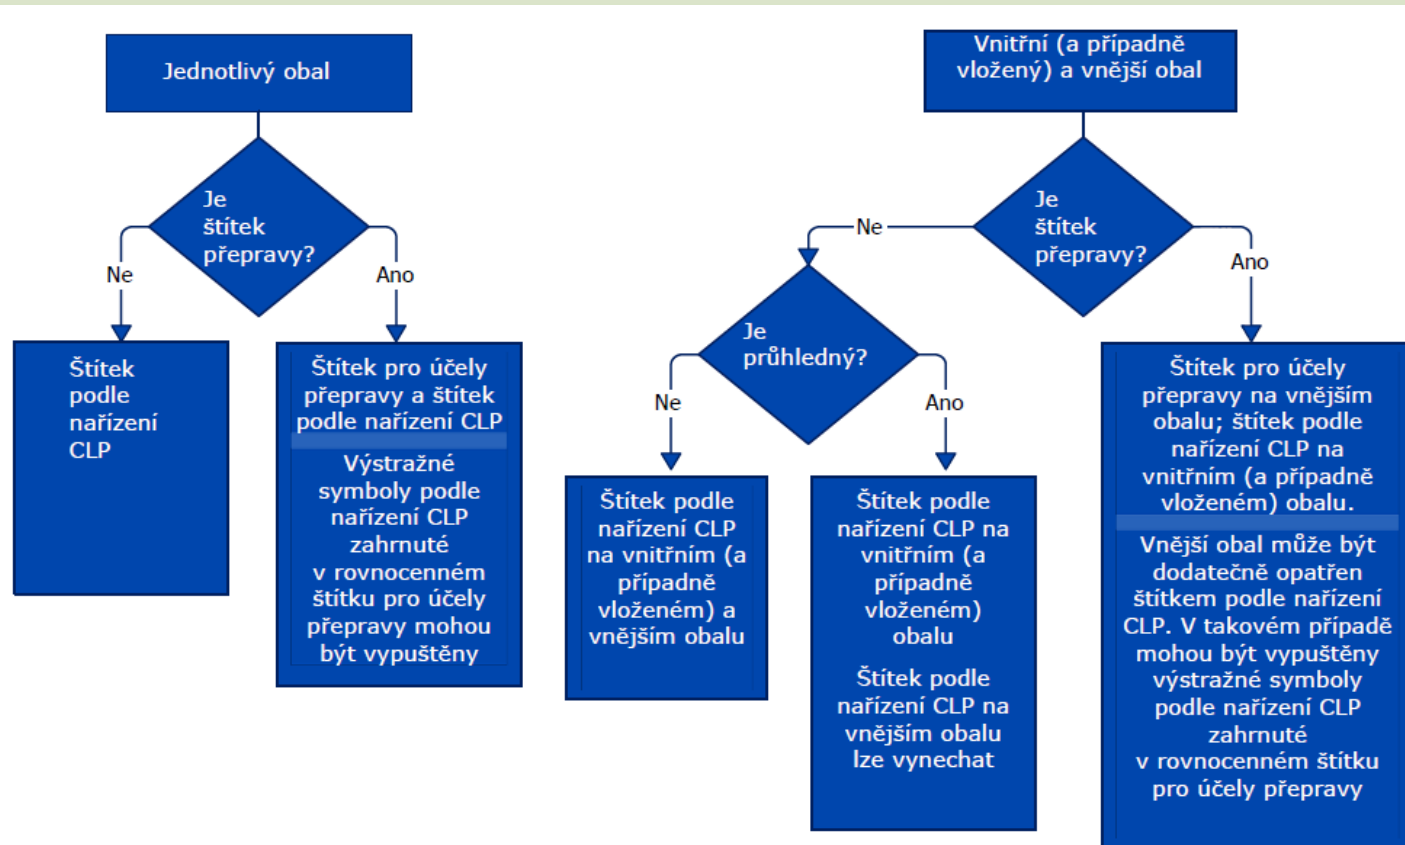 Jednotlivý obal
Je
štítek
přepravy?
Ne
Ano
Štítek
podle
nařízení
CLP
Štítek pro účely
přepravy a štítek
podle nařízení CLP
Výstražné
symboly podle
nařízení CLP
zahrnuté
v rovnocenném
štítku pro účely
přepravy mohou
být vypuštěny
Vnitřní (a případně
vložený) a vnější obal
Je
štítek
přepravy?
Ne
Ano
Je
průhledný?
Ne
Ano
Štítek podle
nařízení CLP
na vnitřním (a
případně
vloženém) a
vnějším obalu
Štítek podle
nařízení CLP na
vnitřním (a
případně
vloženém)
obalu
Štítek podle
nařízení CLP na
vnějším obalu
lze vynechat
Štítek pro účely
přepravy na vnějším
obalu; štítek podle
nařízení CLP na
vnitřním (a případně
vloženém) obalu.
Vnější obal může být
dodatečně opatřen
štítkem podle nařízení
CLP. V takovém případě
mohou být vypuštěny
výstražné symboly
podle nařízení CLP
zahrnuté
v rovnocenném štítku
pro účely přepravy